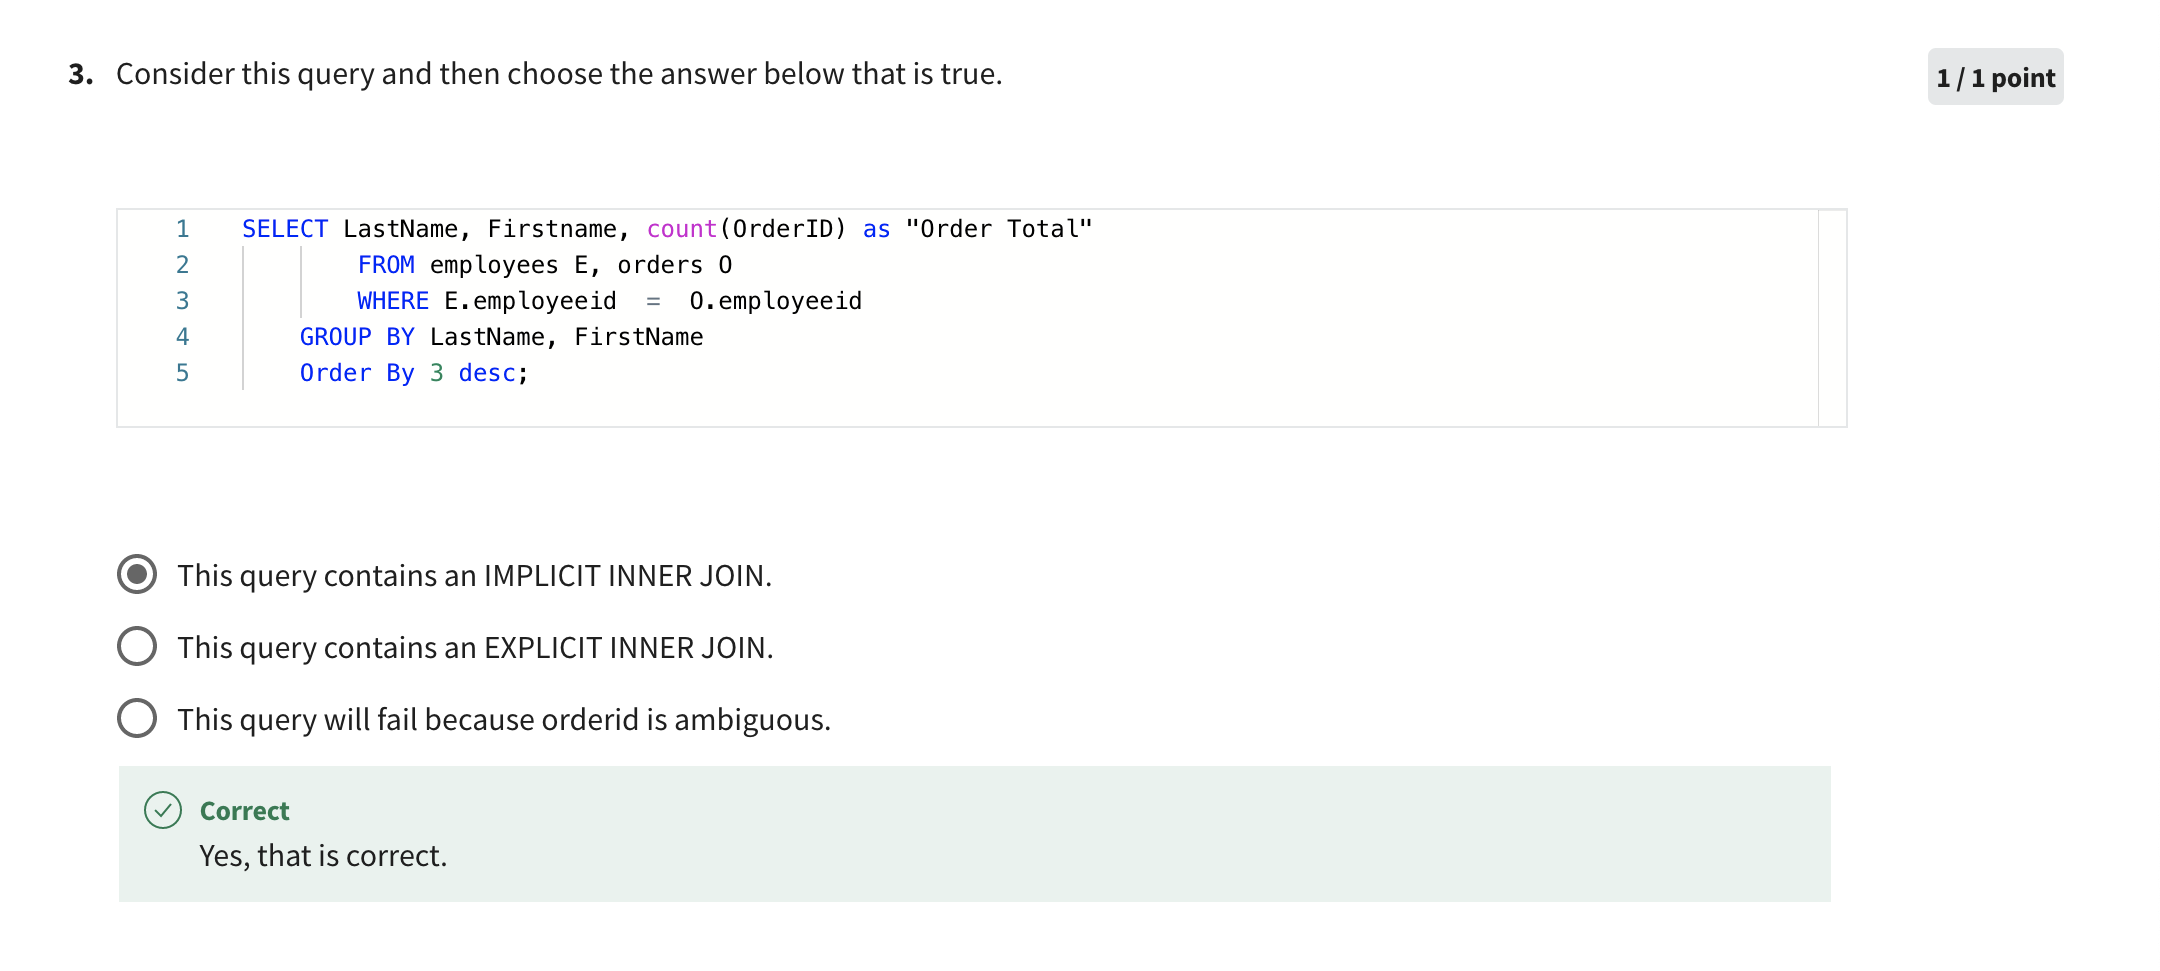 3. Consider this query and then choose the answer below that is true.
1 / 1 point
1 SELECT LastName, Firstname, count(OrderID) as "Order Total"
2 FROM employees E, orders O
3 WHERE E.employeeid = O.employeeid
4 GROUP BY LastName, FirstName
5 Order By 3 desc;
This query contains an IMPLICIT INNER JOIN.
This query contains an EXPLICIT INNER JOIN.
This query will fail because orderid is ambiguous.
Correct
Yes, that is correct.